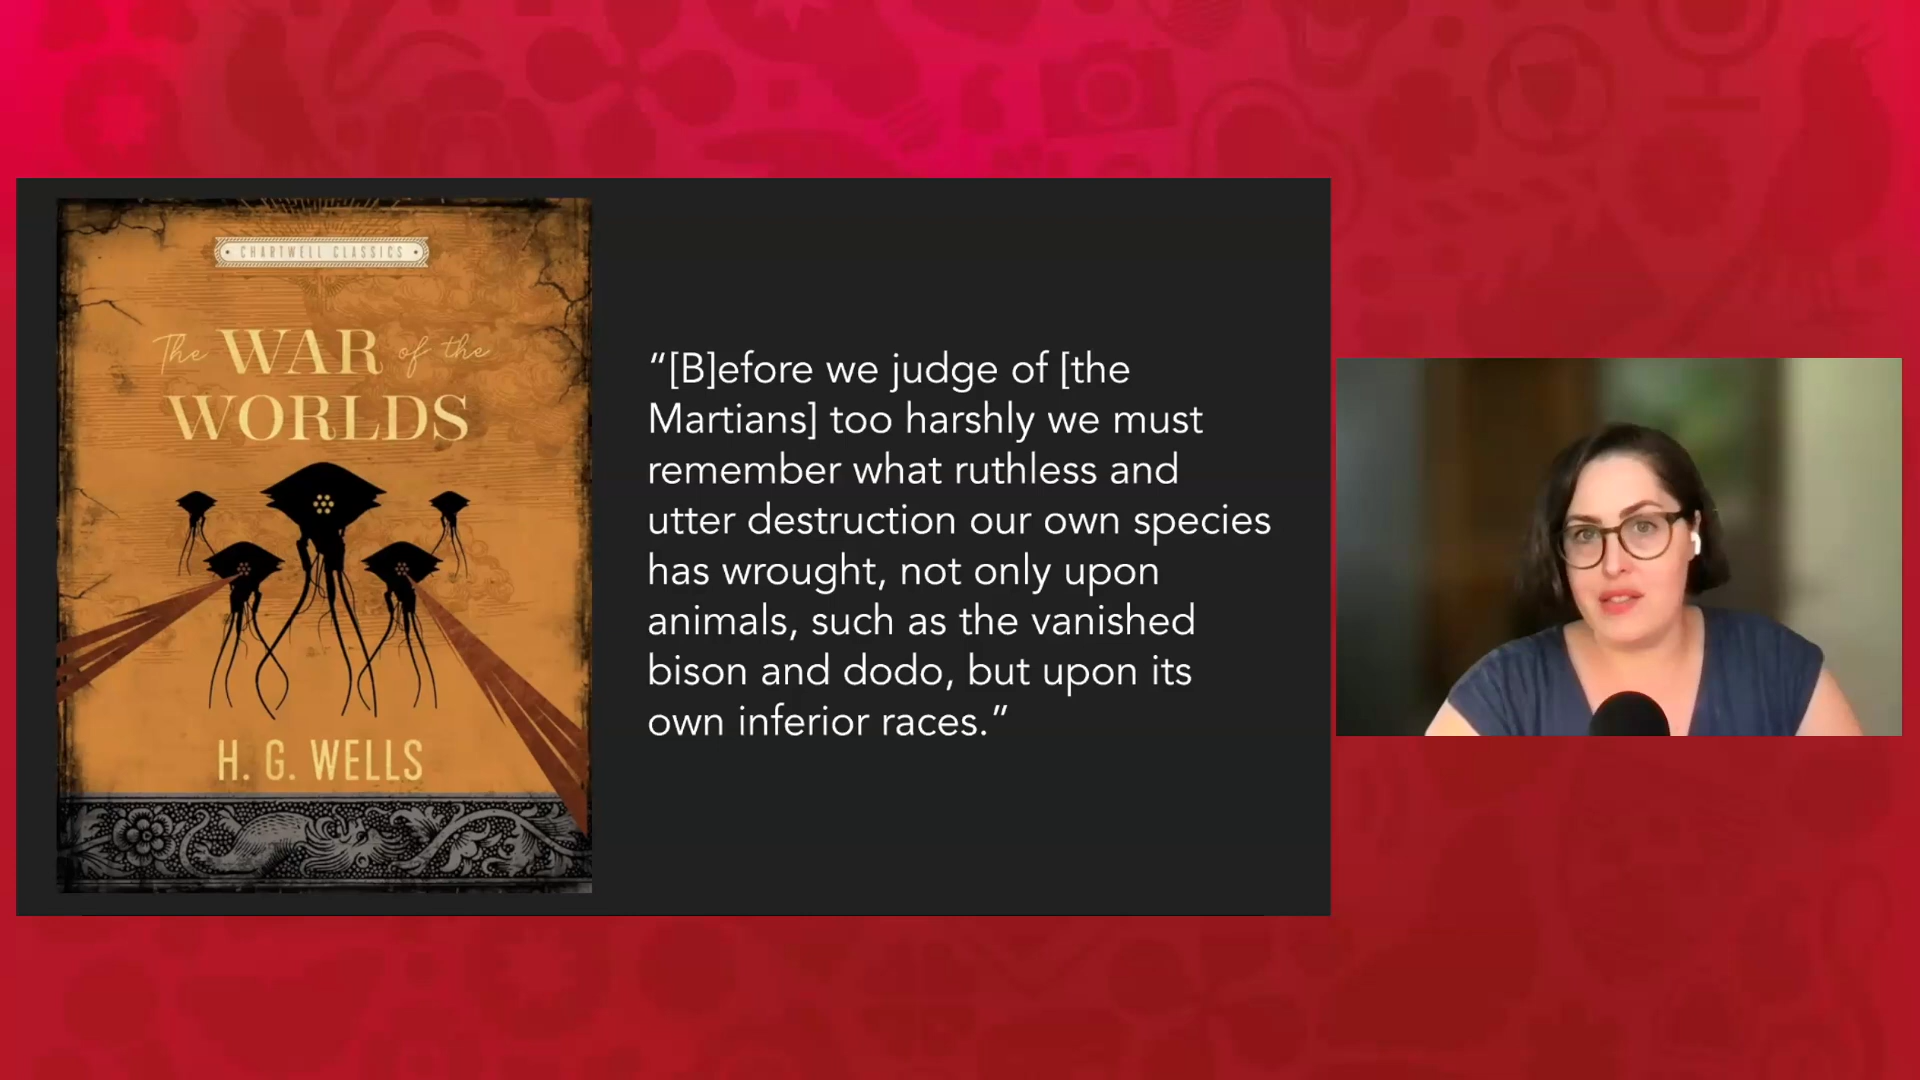 CHARTWELL CLASSICS
The WAR of the
WORLDS
H. G. WELLS
“[B]efore we judge of [the
Martians] too harshly we must
remember what ruthless and
utter destruction our own species
has wrought, not only upon
animals, such as the vanished
bison and dodo, but upon its
own inferior races.”